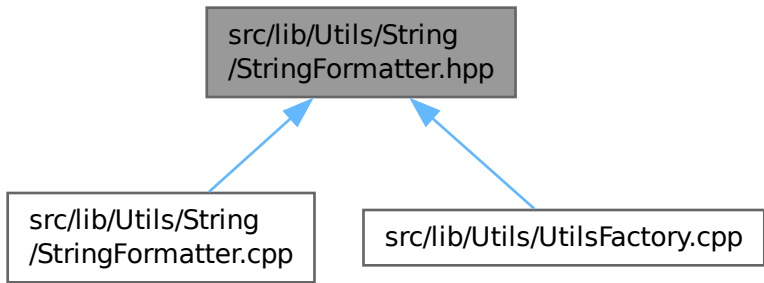 src/lib/Utils/String
/StringFormatter.hpp
src/lib/Utils/String
/StringFormatter.cpp
src/lib/Utils/UtilsFactory.cpp